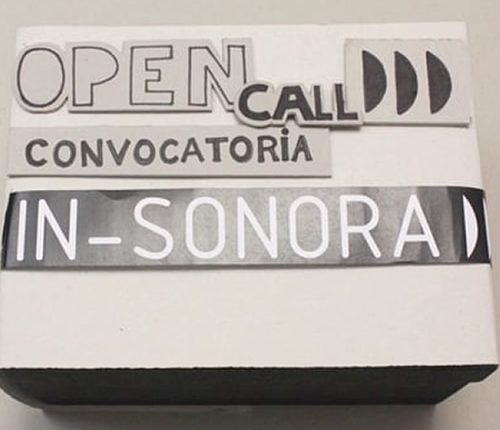 OPEN CALL
CONVOCATORiA
IN-SONORA